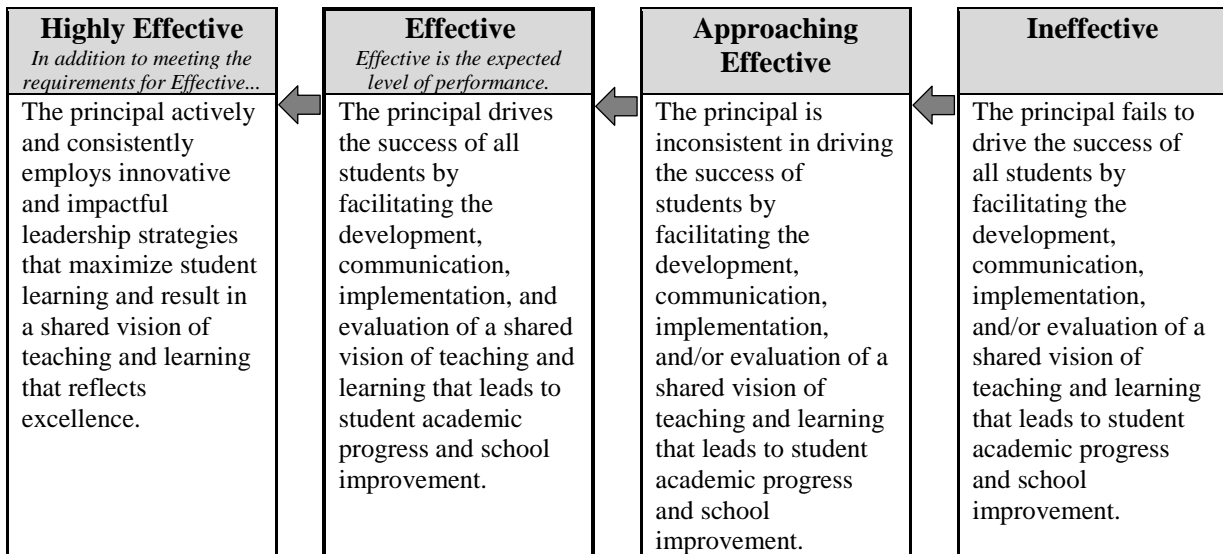 Highly Effective
In addition to meeting the
requirements for Effective...
The principal actively
and consistently
employs innovative
and impactful
leadership strategies
that maximize student
learning and result in
a shared vision of
teaching and learning
that reflects
excellence.
Effective
Effective is the expected
level of performance.
The principal drives
the success of all
students by
facilitating the
development,
communication,
implementation, and
evaluation of a shared
vision of teaching and
learning that leads to
student academic
progress and school
improvement.
Approaching
Effective
The principal is
inconsistent in driving
the success of
students by
facilitating the
development,
communication,
implementation,
and/or evaluation of a
shared vision of
teaching and learning
that leads to student
academic progress
and school
improvement.
Ineffective
The principal fails to
drive the success of
all students by
facilitating the
development,
communication,
implementation,
and/or evaluation of a
shared vision of
teaching and learning
that leads to student
academic progress
and school
improvement.